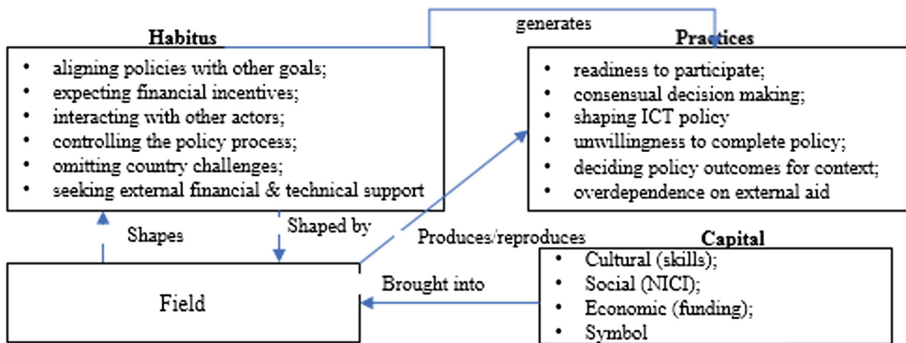 generates
Habitus
• aligning policies with other goals;
• expecting financial incentives;
• interacting with other actors;
• controlling the policy process;
• omitting country challenges;
• seeking external financial & technical support
Practices
• readiness to participate;
• consensual decision making;
• shaping ICT policy
• unwillingness to complete policy;
• deciding policy outcomes for context;
• overdependence on external aid
Shapes
Shaped by
Produces/reproduces
Field
Brought into
Capital
• Cultural (skills);
• Social (NICI);
• Economic (funding);
• Symbol